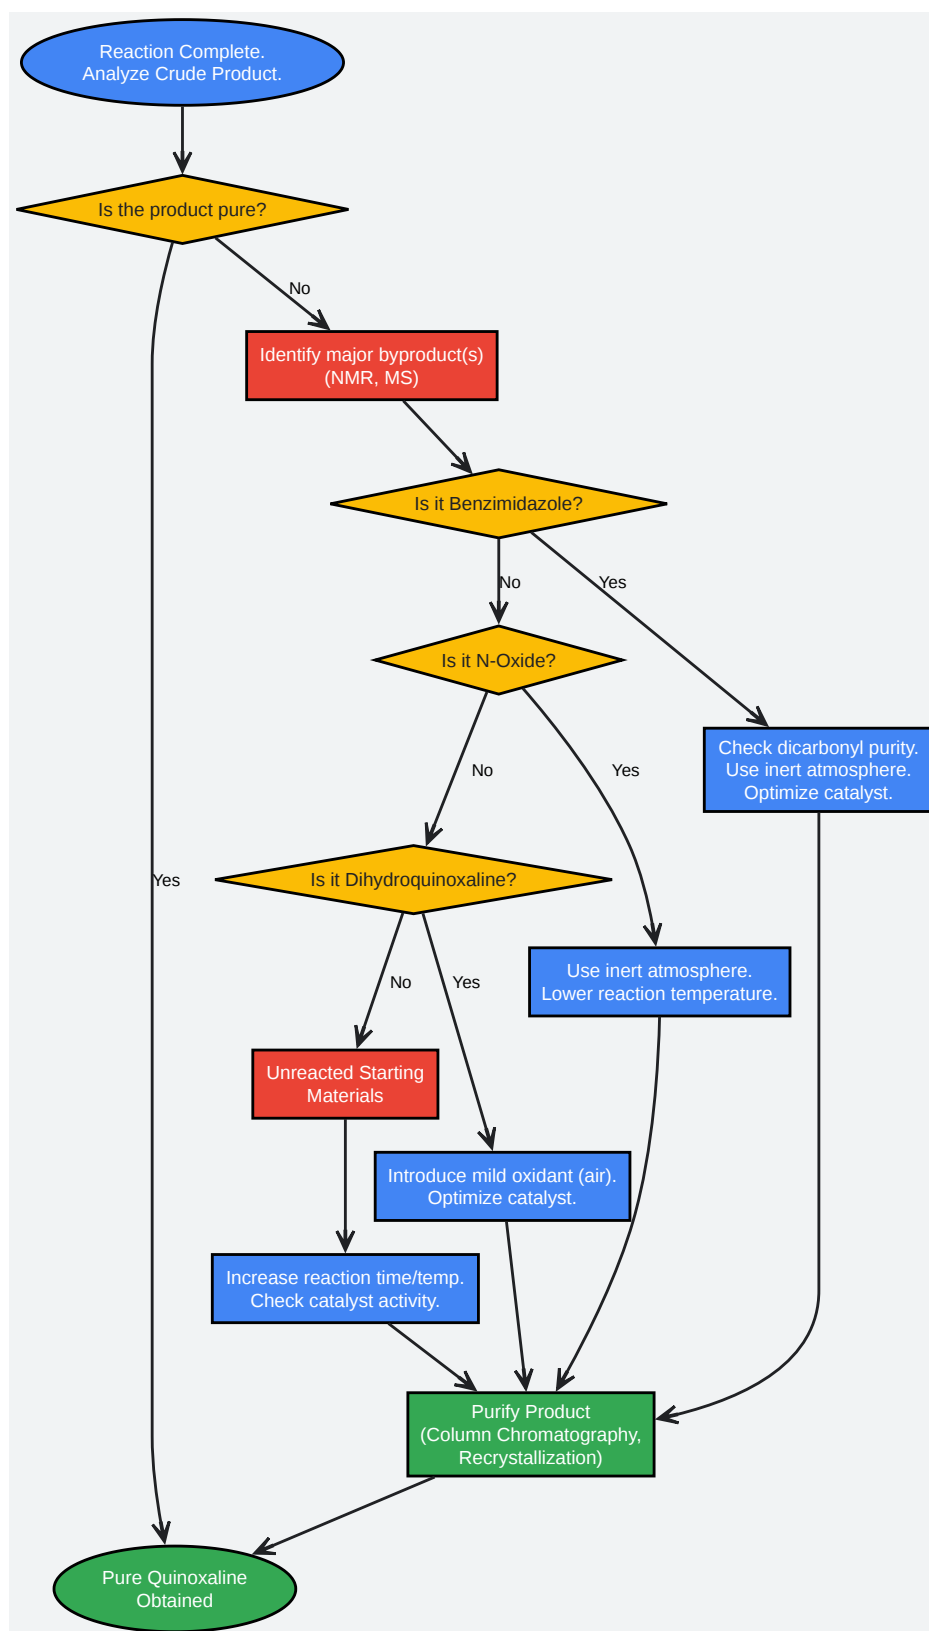 Reaction Complete.
Analyze Crude Product.
Is the product pure?
No
Identify major byproduct(s)
(NMR, MS)
Is it Benzimidazole?
No
Yes
Is it N-Oxide?
Check dicarbonyl purity.
Use inert atmosphere.
Optimize catalyst.
No
Yes
Yes
Is it Dihydroquinoxaline?
Use inert atmosphere.
Lower reaction temperature.
No
Yes
Unreacted Starting
Materials
Introduce mild oxidant (air).
Optimize catalyst.
Increase reaction time/temp.
Check catalyst activity.
Purify Product
(Column Chromatography,
Recrystallization)
Pure Quinoxaline
Obtained